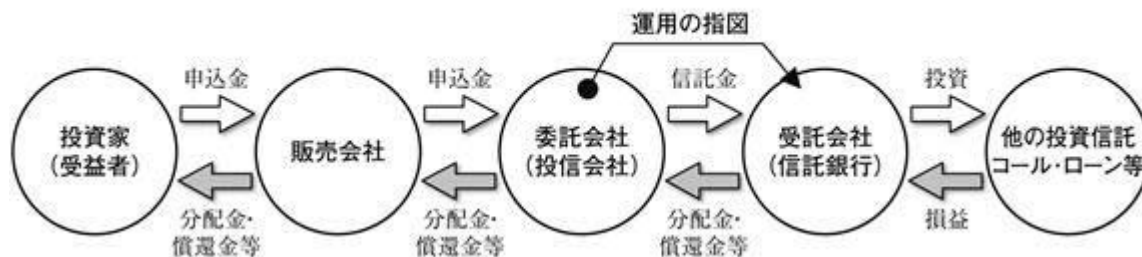 運用の指図
申込金
申込金
信託金
投資
投資家
(受益者)
販売会社
委託会社
(投信会社)
受託会社
(信託銀行)
他の投資信託
コール・ローン等
分配金・
償還金等
分配金・
償還金等
分配金・
償還金等
損益